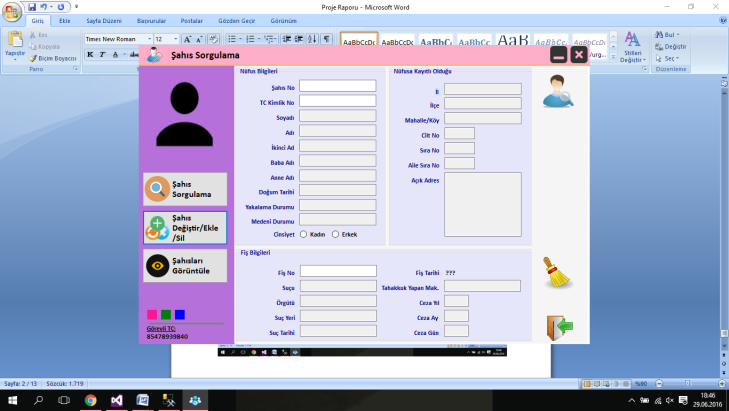 Proje Raporu - Microsoft Word
Giriş Ekle Sayfa Düzeni Başvurular Postalar Gözden Geçir Görünüm
Yapıştır
Kes
Kopyala
Biçim Boyacısı
Pano
Times New Roman 12
AaBbCcDc AaBbCcDc AaBbC AaBbCc AaB AaBbCc AaBbCcDc
Stilleri Değiştir
Bul
Değiştir
Seç
Düzenleme
Şahıs Sorgulama
Nüfus Bilgileri
Şahıs No
TC Kimlik No
Soyadı
Adı
İkinci Ad
Baba Adı
Anne Adı
Doğum Tarihi
Yakalama Durumu
Medeni Durumu
Cinsiyet Kadın Erkek
Nüfusa Kayıtlı Olduğu
İl
İlçe
Mahalle/Köy
Cilt No
Sıra No
Aile Sıra No
Açık Adres
Şahıs
Sorgulama
Şahıs
Değiştir/Ekle
/Sil
Şahısları
Görüntüle
Görevli TC:
85478939840
Fiş Bilgileri
Fiş No
Suçu
Örgütü
Suç Yeri
Suç Tarihi
Fiş Tarihi ???
Tahakkuk Yapan Mak.
Ceza Yıl
Ceza Ay
Ceza Gün
Sayfa: 2 / 13 Sözcük: 1.719
%90
18:46
29.06.2016